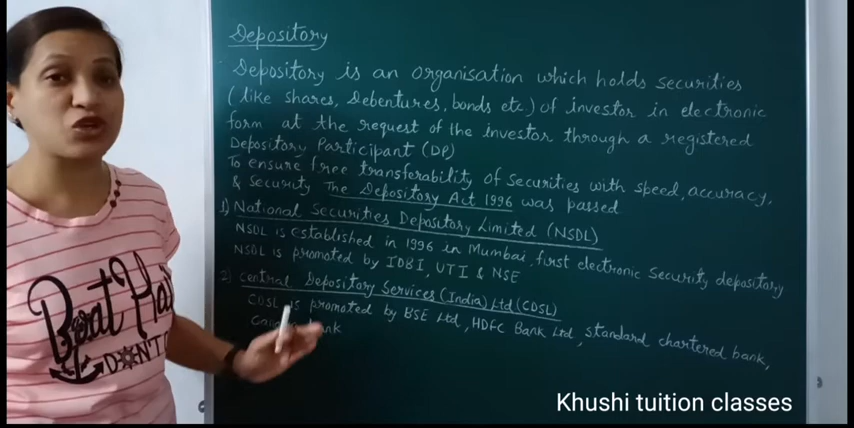 Depository
Depository is an organisation which holds securities
(like shares, Debentures, bonds etc.) of investor in electronic
form at the request of the investor through a registered
Depository Participant (DP)
To ensure free transferability of securities with speed, accuracy,
& security The Depository Act 1996 was passed
1) National Securities Depository Limited (NSDL)
NSDL is established in 1996 in Mumbai, first electronic security depository
NSDL is promoted by IDBI, UTI & NSE
2) Central Depository Services (India) Ltd (CDSL)
CDSL is promoted by BSE Ltd, HDFC Bank Ltd, standard chartered bank,
bank
Boat Ha
DON'T
Khushi tuition classes